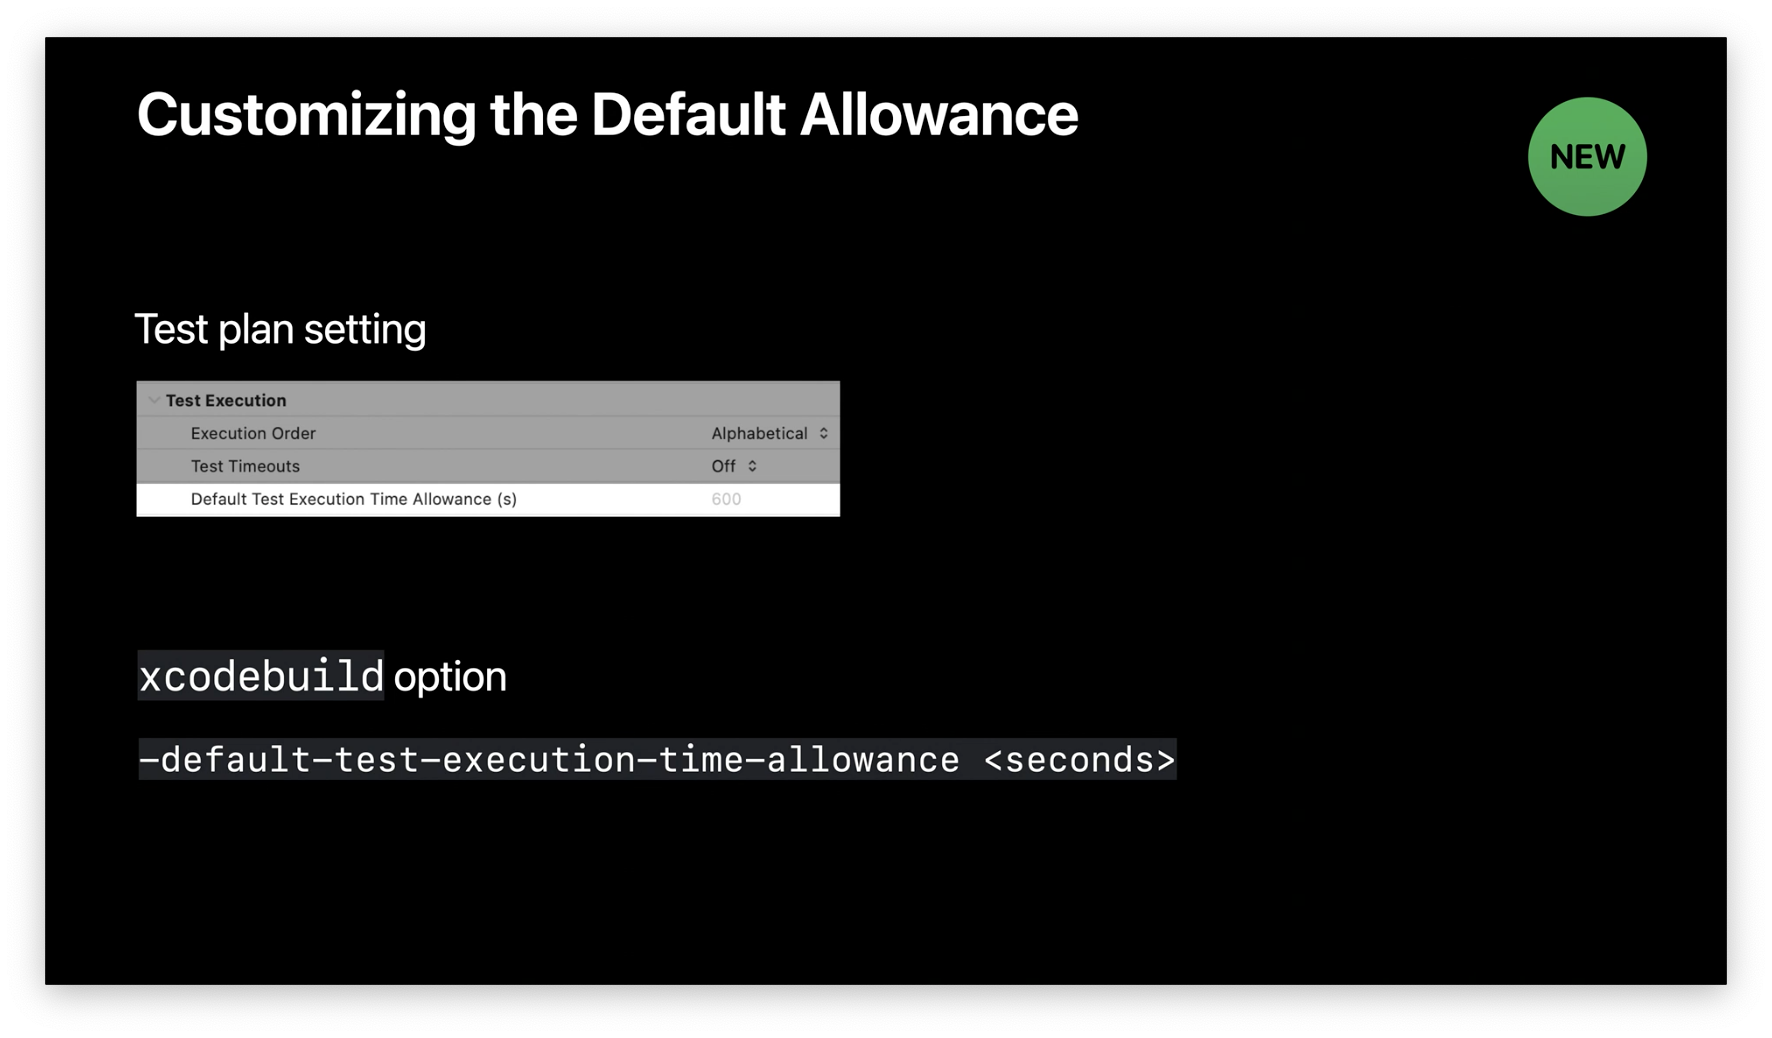 Customizing the Default Allowance
NEW
Test plan setting
Test Execution
Execution Order Alphabetical
Test Timeouts Off
Default Test Execution Time Allowance (s) 600
xcodebuild option
-default-test-execution-time-allowance <seconds>